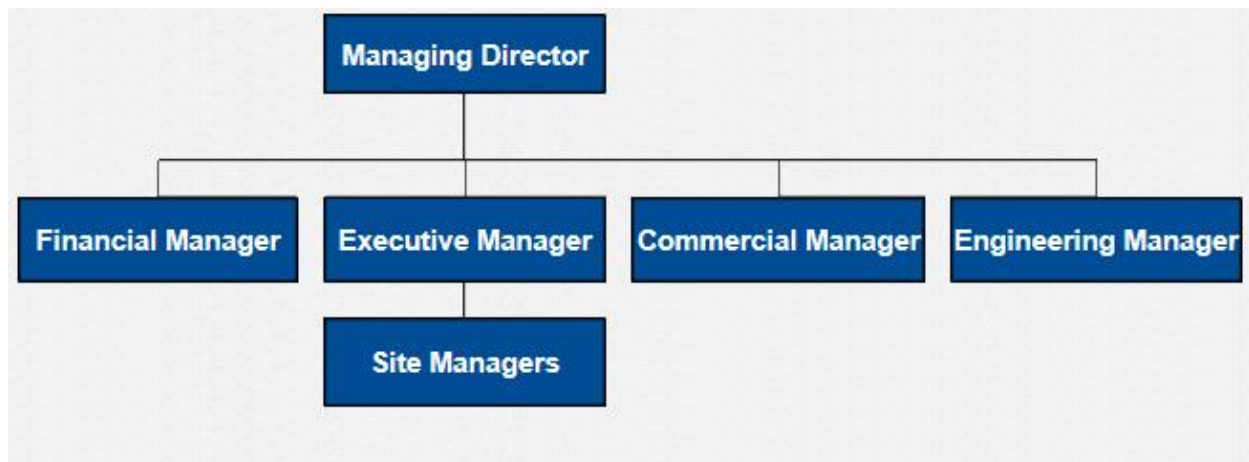 Managing Director
Financial Manager
Executive Manager
Commercial Manager
Engineering Manager
Site Managers